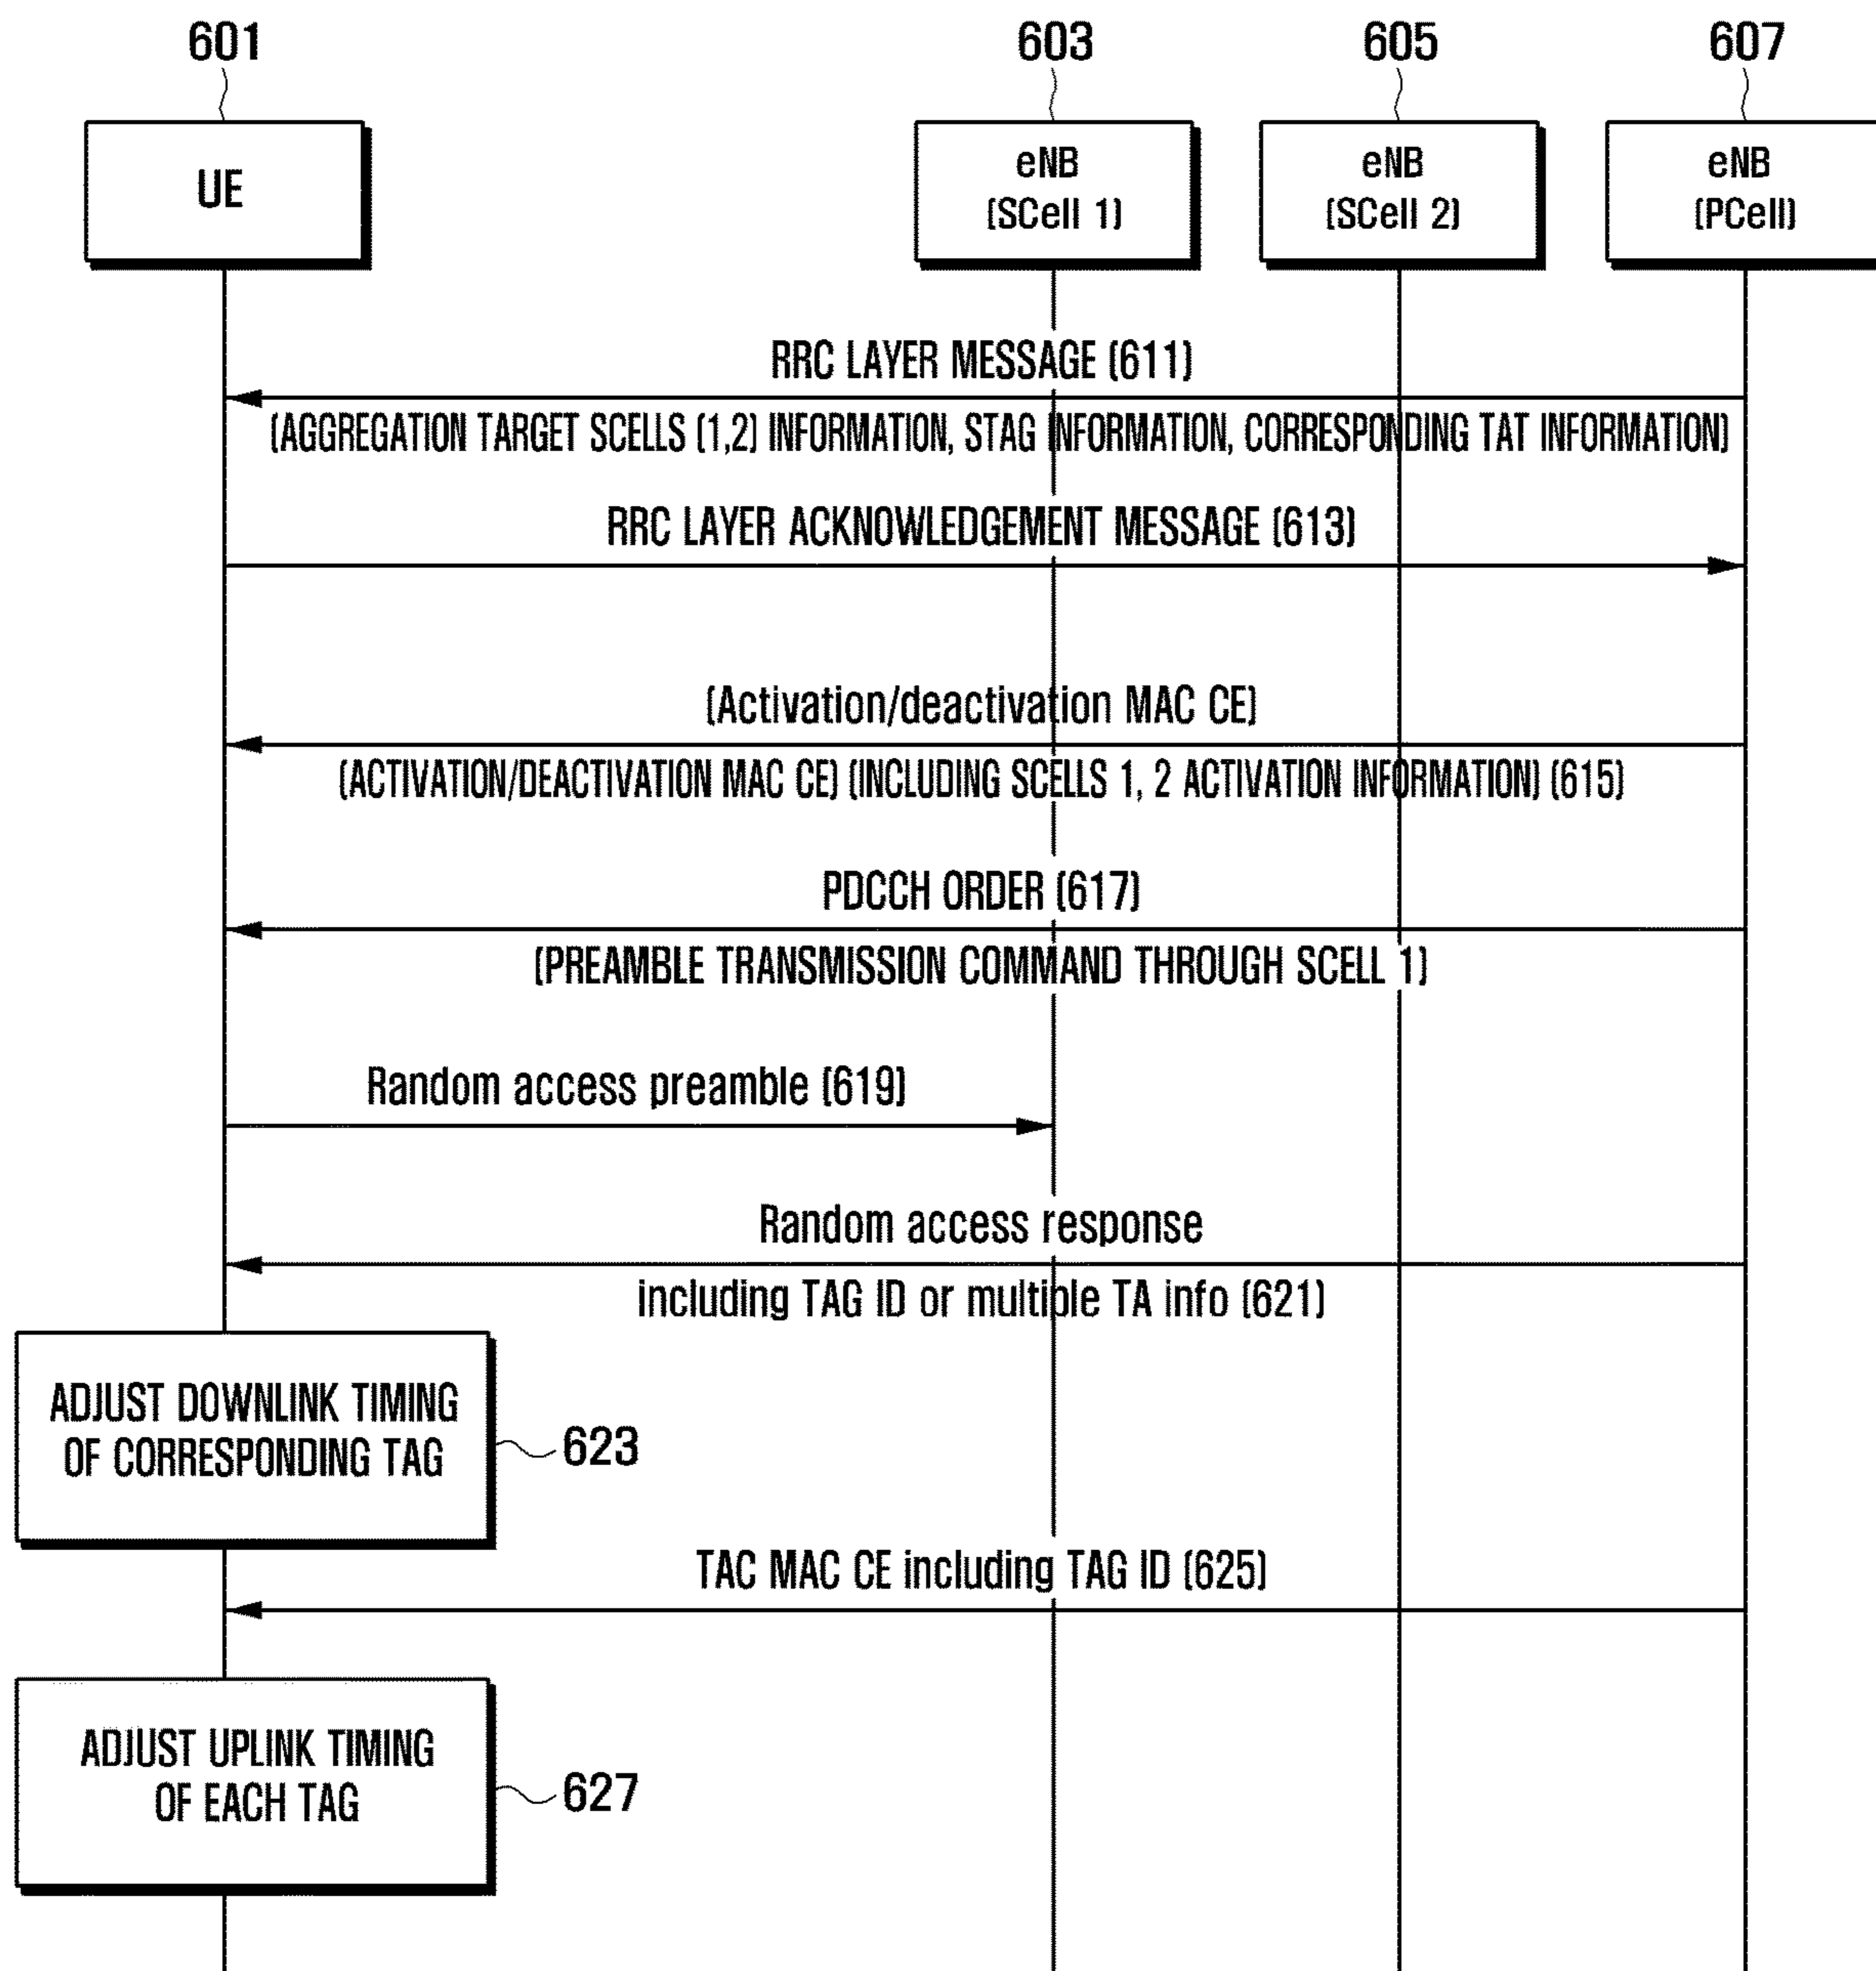 601
603
605
607
UE
eNB
(SCell 1)
eNB
(SCell 2)
eNB
(PCell)
RRC LAYER MESSAGE (611)
(AGGREGATION TARGET SCELLS (1,2) INFORMATION, STAG INFORMATION, CORRESPONDING TAT INFORMATION)
RRC LAYER ACKNOWLEDGEMENT MESSAGE (613)
(Activation/deactivation MAC CE)
(ACTIVATION/DEACTIVATION MAC CE) (INCLUDING SCELLS 1, 2 ACTIVATION INFORMATION) (615)
PDCCH ORDER (617)
(PREAMBLE TRANSMISSION COMMAND THROUGH SCELL 1)
Random access preamble (619)
Random access response
including TAG ID or multiple TA info (621)
ADJUST DOWNLINK TIMING
OF CORRESPONDING TAG
623
TAC MAC CE including TAG ID (625)
ADJUST UPLINK TIMING
OF EACH TAG
627